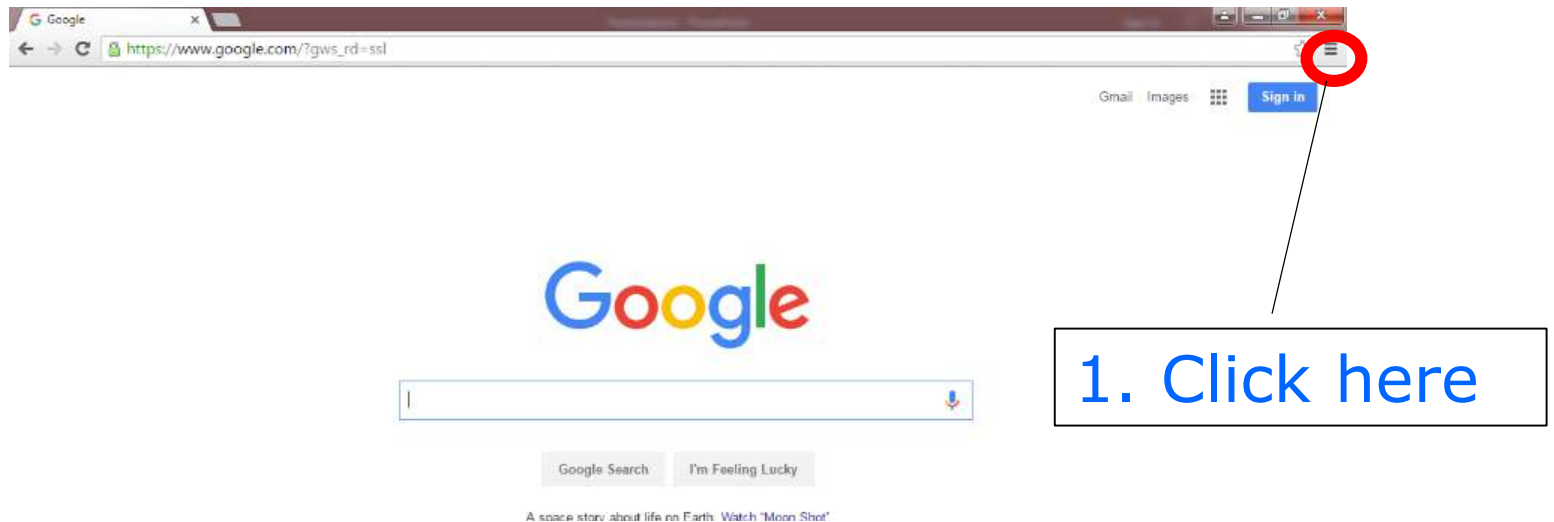 Google
https://www.google.com/?gws_rd=ssl
Gmail Images Sign in
Google
1. Click here
Google Search I'm Feeling Lucky
A space story about life on Earth. Watch "Moon Shot"